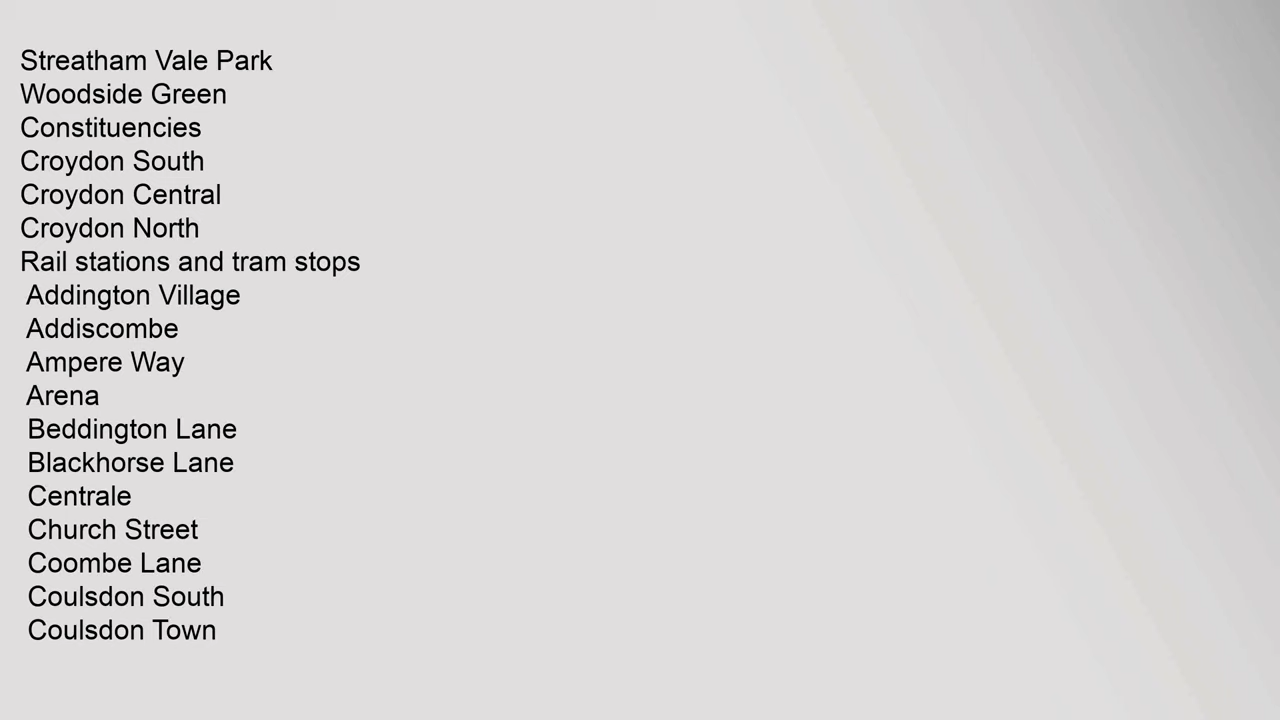 Streatham Vale Park
Woodside Green
Constituencies
Croydon South
Croydon Central
Croydon North
Rail stations and tram stops
Addington Village
Addiscombe
Ampere Way
Arena
Beddington Lane
Blackhorse Lane
Centrale
Church Street
Coombe Lane
Coulsdon South
Coulsdon Town